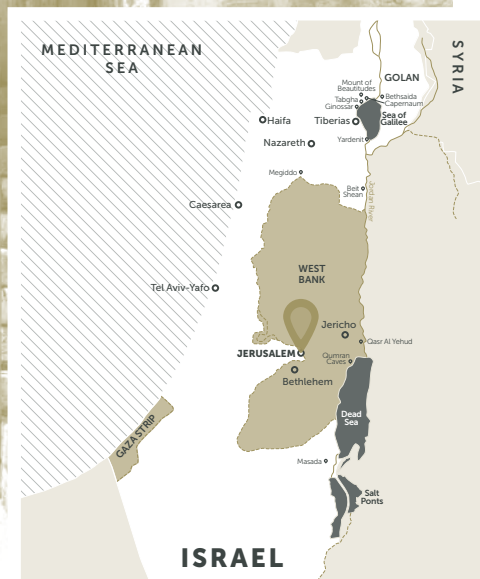 MEDITERRANEAN
SEA
SYRIA
GOLAN
Mount of
Beautitudes
Tabgha
Ginossar
Bethsaida
Capernaum
Haifa
Tiberias
Sea of
Galilee
Nazareth
Yardenit
Megiddo
Beit
Shean
Jordan River
Caesarea
WEST
BANK
Tel Aviv-Yafo
Jericho
Qasr Al Yehud
JERUSALEM
Qumran
Caves
Bethlehem
Dead
Sea
GAZA STRIP
Masada
Salt
Ponts
ISRAEL